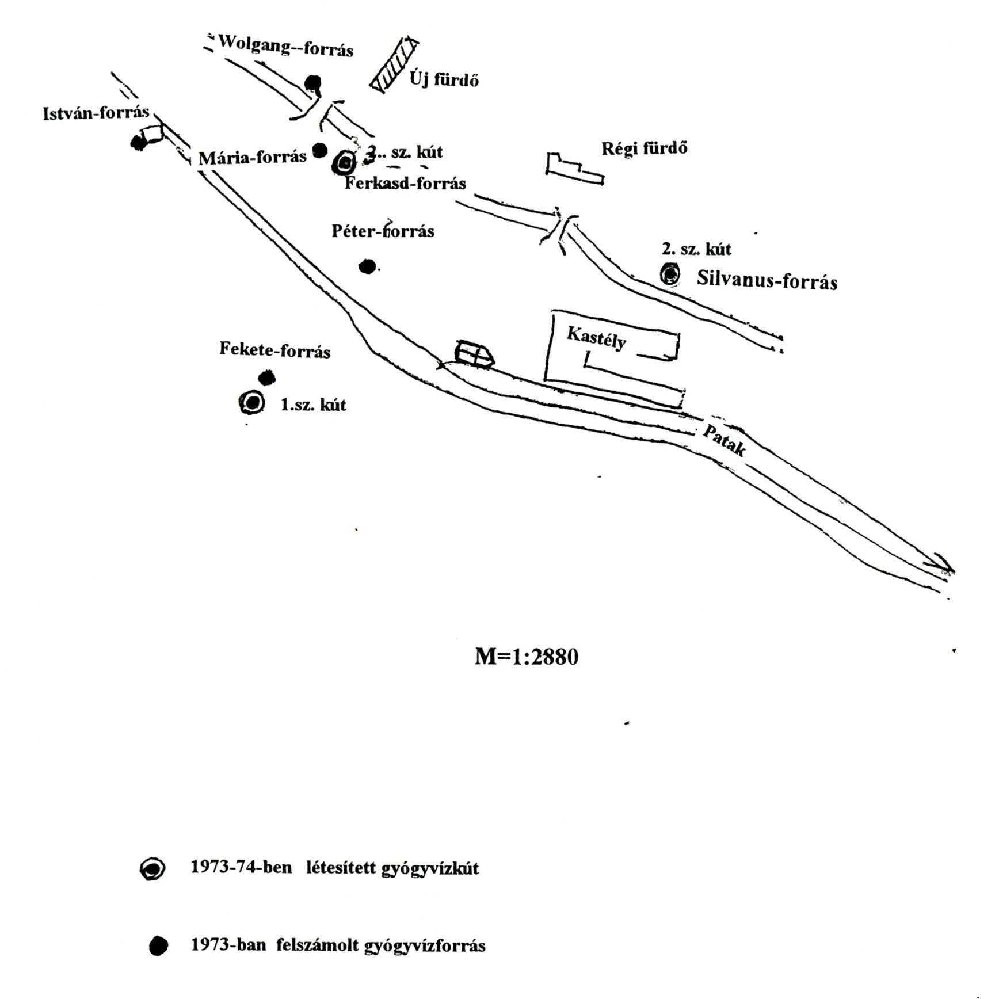 Wolgang--forrás
Új fürdő
István-forrás
Mária-forrás
sz. kút
Régi fürdő
Ferkasd-forrás
Péter-forrás
2. sz. kút
Silvanus-forrás
Kastély
Fekete-forrás
1.sz. kút
Patak
M=1:2880
1973-74-ben létesített gyógyvízkút
1973-ban felszámolt gyógyvízforrás